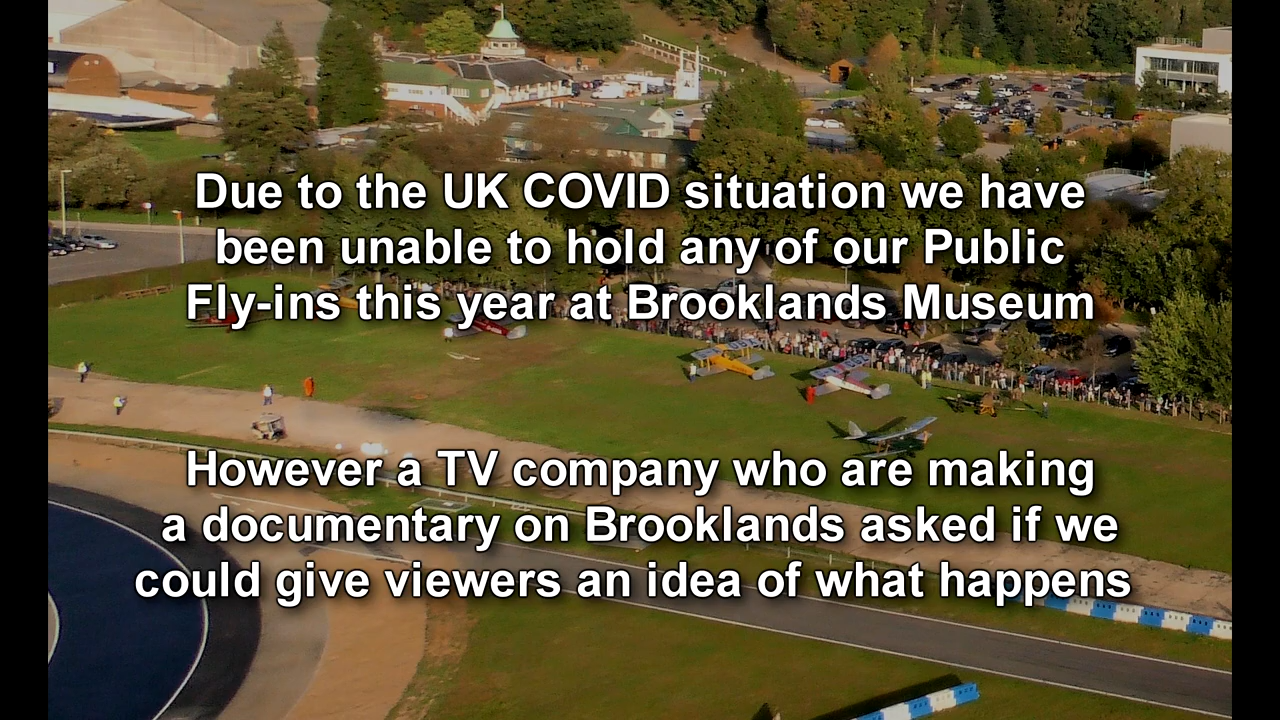 Due to the UK COVID situation we have
been unable to hold any of our Public
Fly-ins this year at Brooklands Museum
However a TV company who are making
a documentary on Brooklands asked if we
could give viewers an idea of what happens